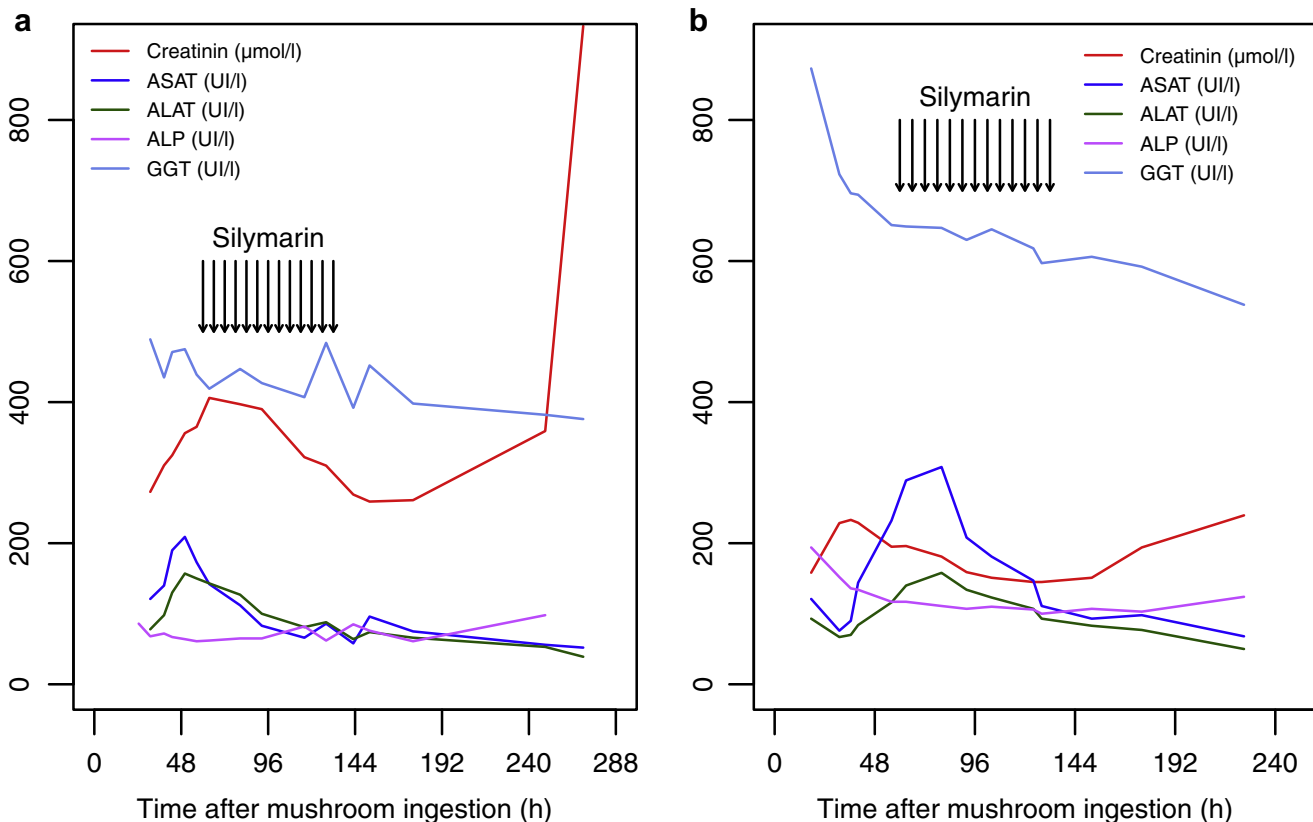 a
Creatinin (µmol/l)
ASAT (UI/l)
ALAT (UI/l)
ALP (UI/l)
GGT (UI/l)
Silymarin
800
600
400
200
0
0 48 96 144 192 240 288
Time after mushroom ingestion (h)
b
Creatinin (µmol/l)
ASAT (UI/l)
ALAT (UI/l)
ALP (UI/l)
GGT (UI/l)
Silymarin
800
600
400
200
0
0 48 96 144 192 240
Time after mushroom ingestion (h)